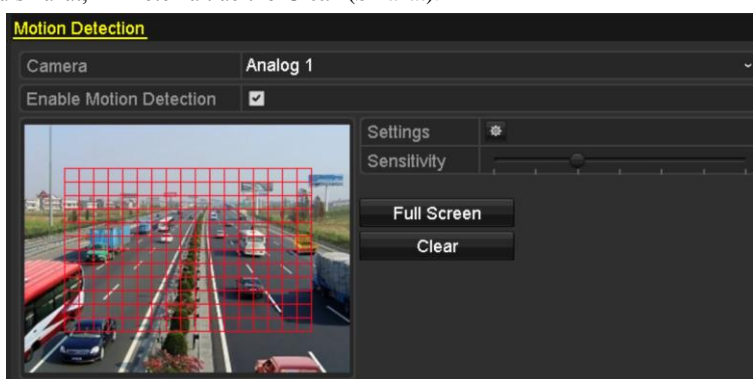 Motion Detection
Camera Analog 1
Enable Motion Detection
Settings
Sensitivity
Full Screen
Clear